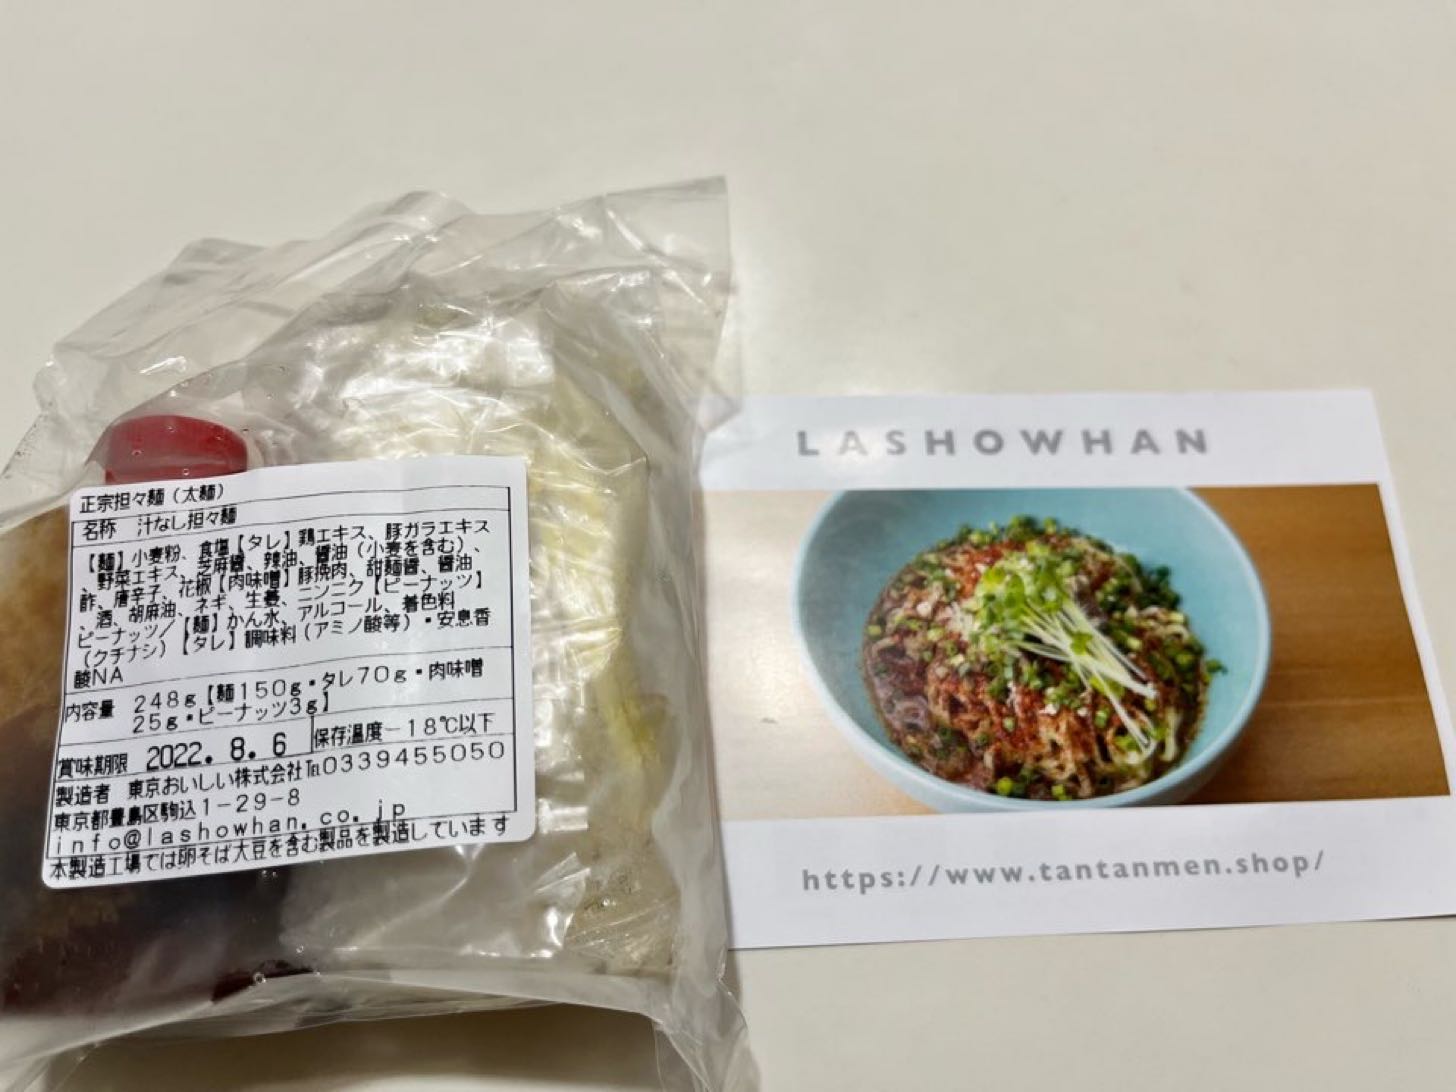 正宗担々麺（太麺）
名称　汁なし担々麺
【麺】小麦粉、食塩【タレ】鶏エキス、豚ガラエキス
、野菜エキス、芝麻醤、辣油、醤油（小麦を含む）、
酢、唐辛子、花椒【肉味噌】豚挽肉、甜麺醤、醤油
、酒、胡麻油、ネギ、生姜、ニンニク【ピーナッツ】
ピーナッツ／【麺】かん水、アルコール、着色料
（クチナシ）【タレ】調味料（アミノ酸等）・安息香
酸NA
内容量　248g【麺150g・タレ70g・肉味噌
25g・ピーナッツ3g】
賞味期限　2022. 8. 6　保存温度－18℃以下
製造者　東京おいしい株式会社℡0339455050
東京都豊島区駒込1－29－8
info@lashowhan.co.jp
本製造工場では卵そば大豆を含む製品を製造しています
LASHOWHAN
https://www.tantanmen.shop/